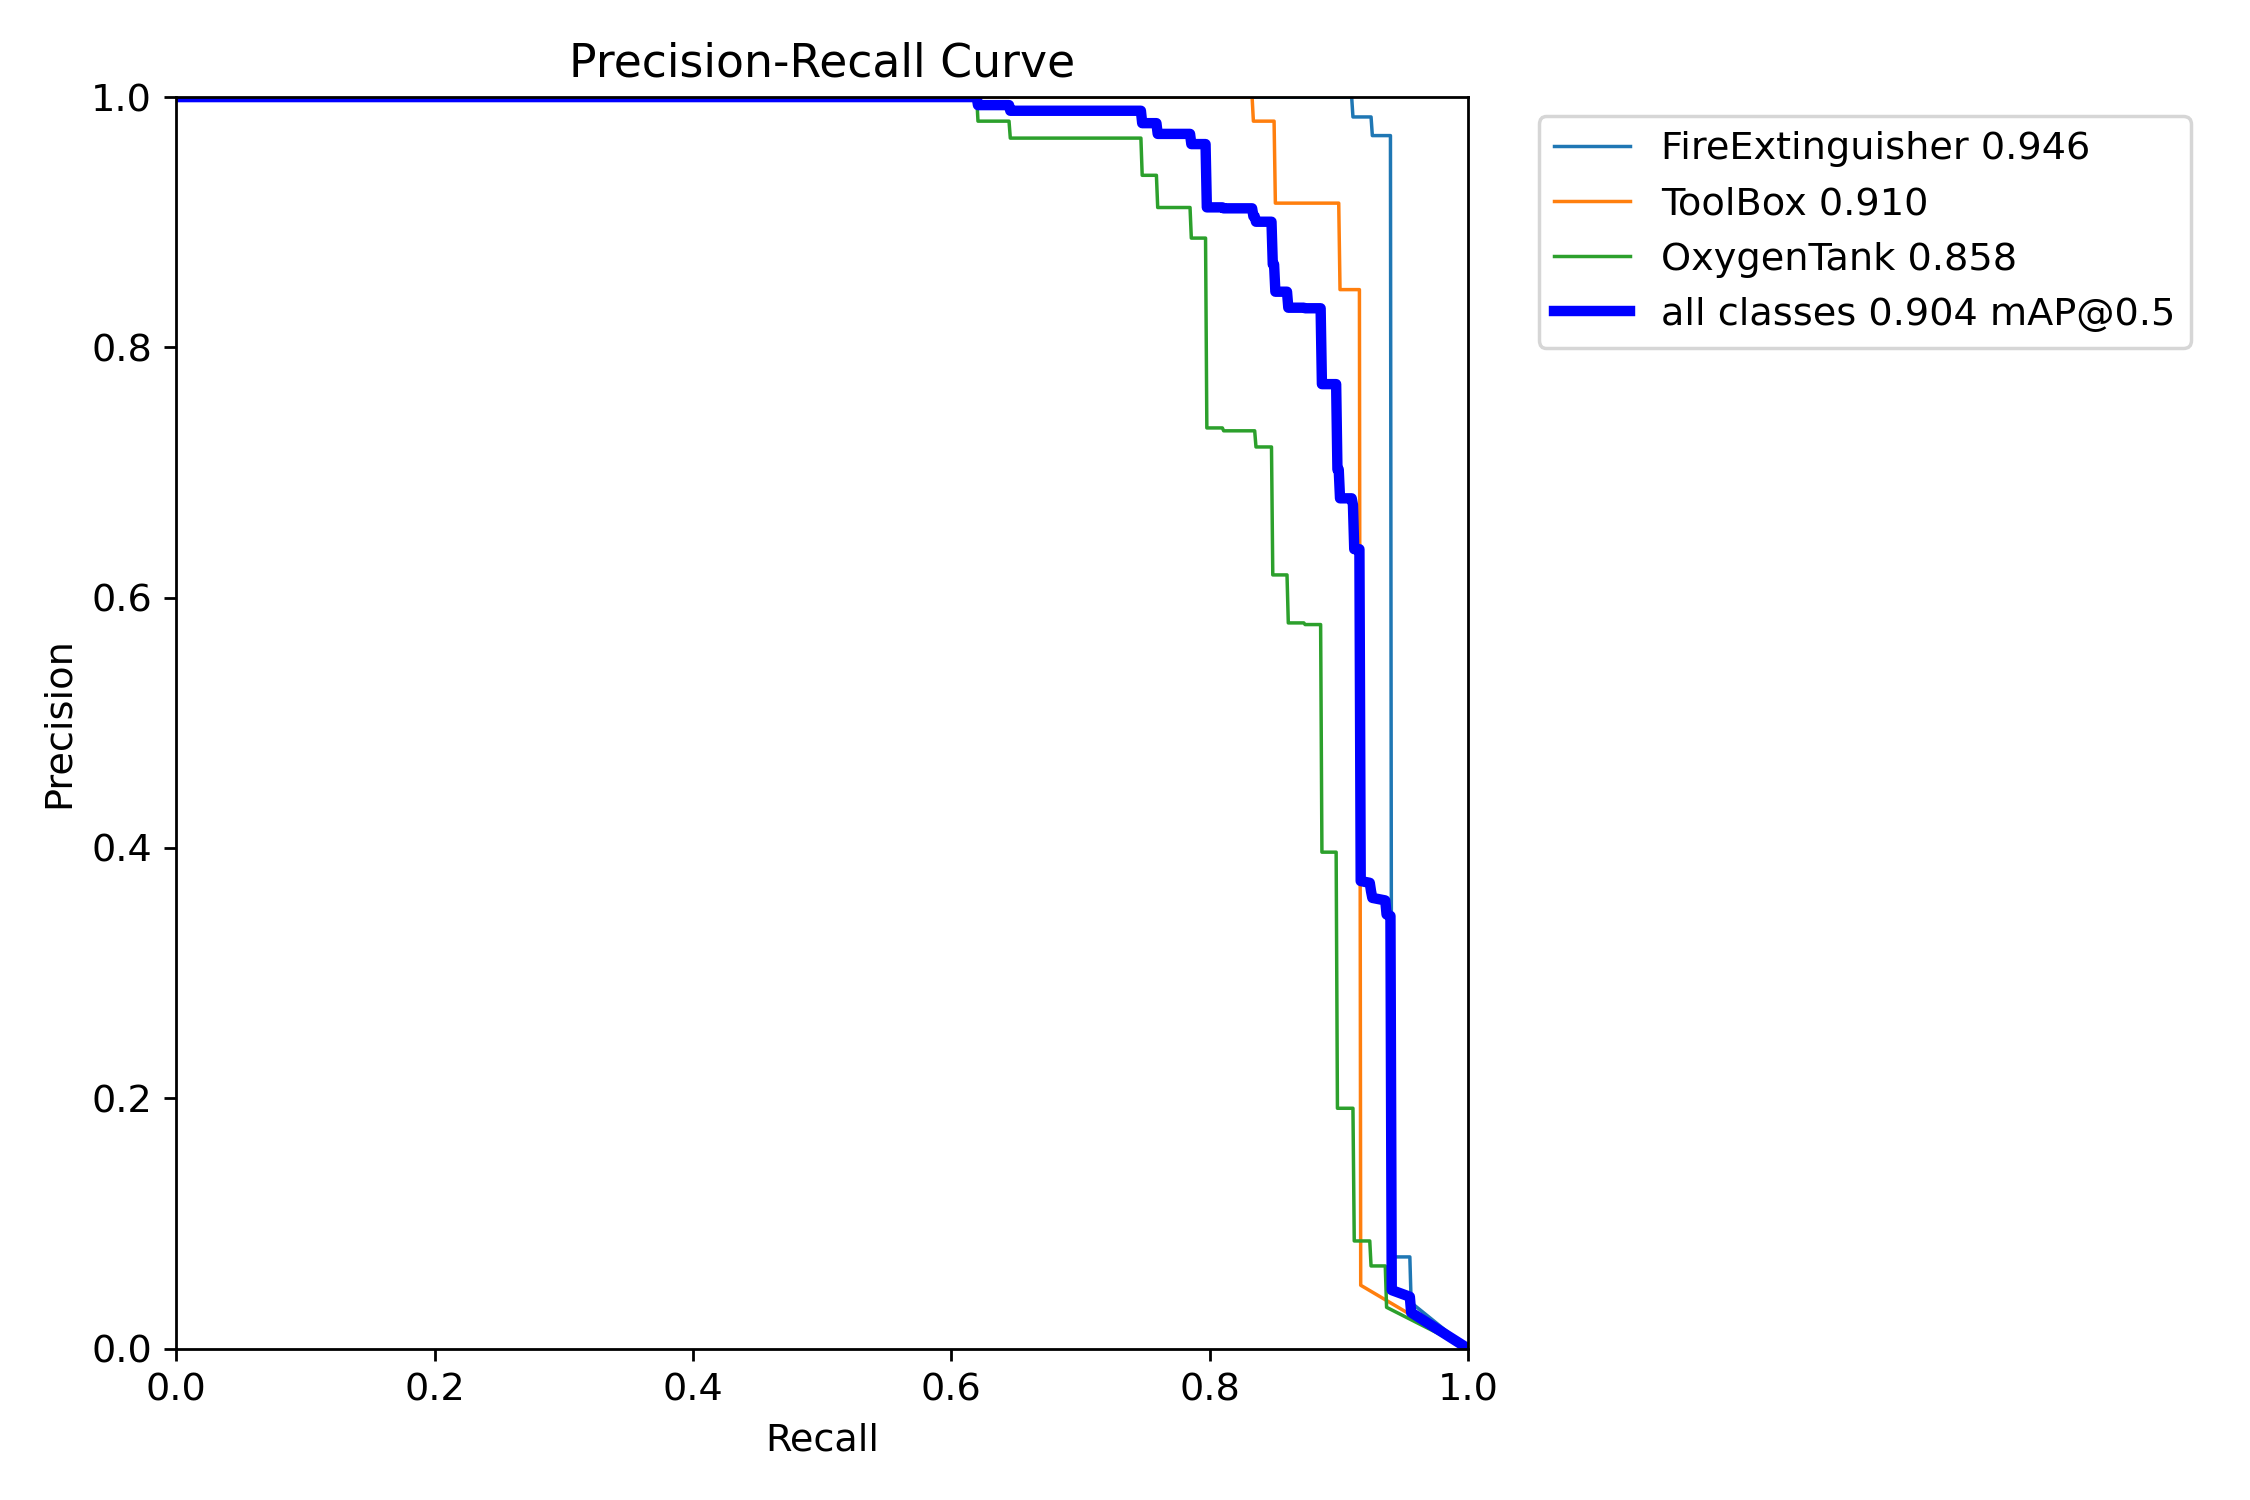 Precision-Recall Curve
1.0
0.8
0.6
0.4
0.2
0.0
Precision
0.0 0.2 0.4 0.6 0.8 1.0
Recall
FireExtinguisher 0.946
ToolBox 0.910
OxygenTank 0.858
all classes 0.904 mAP@0.5